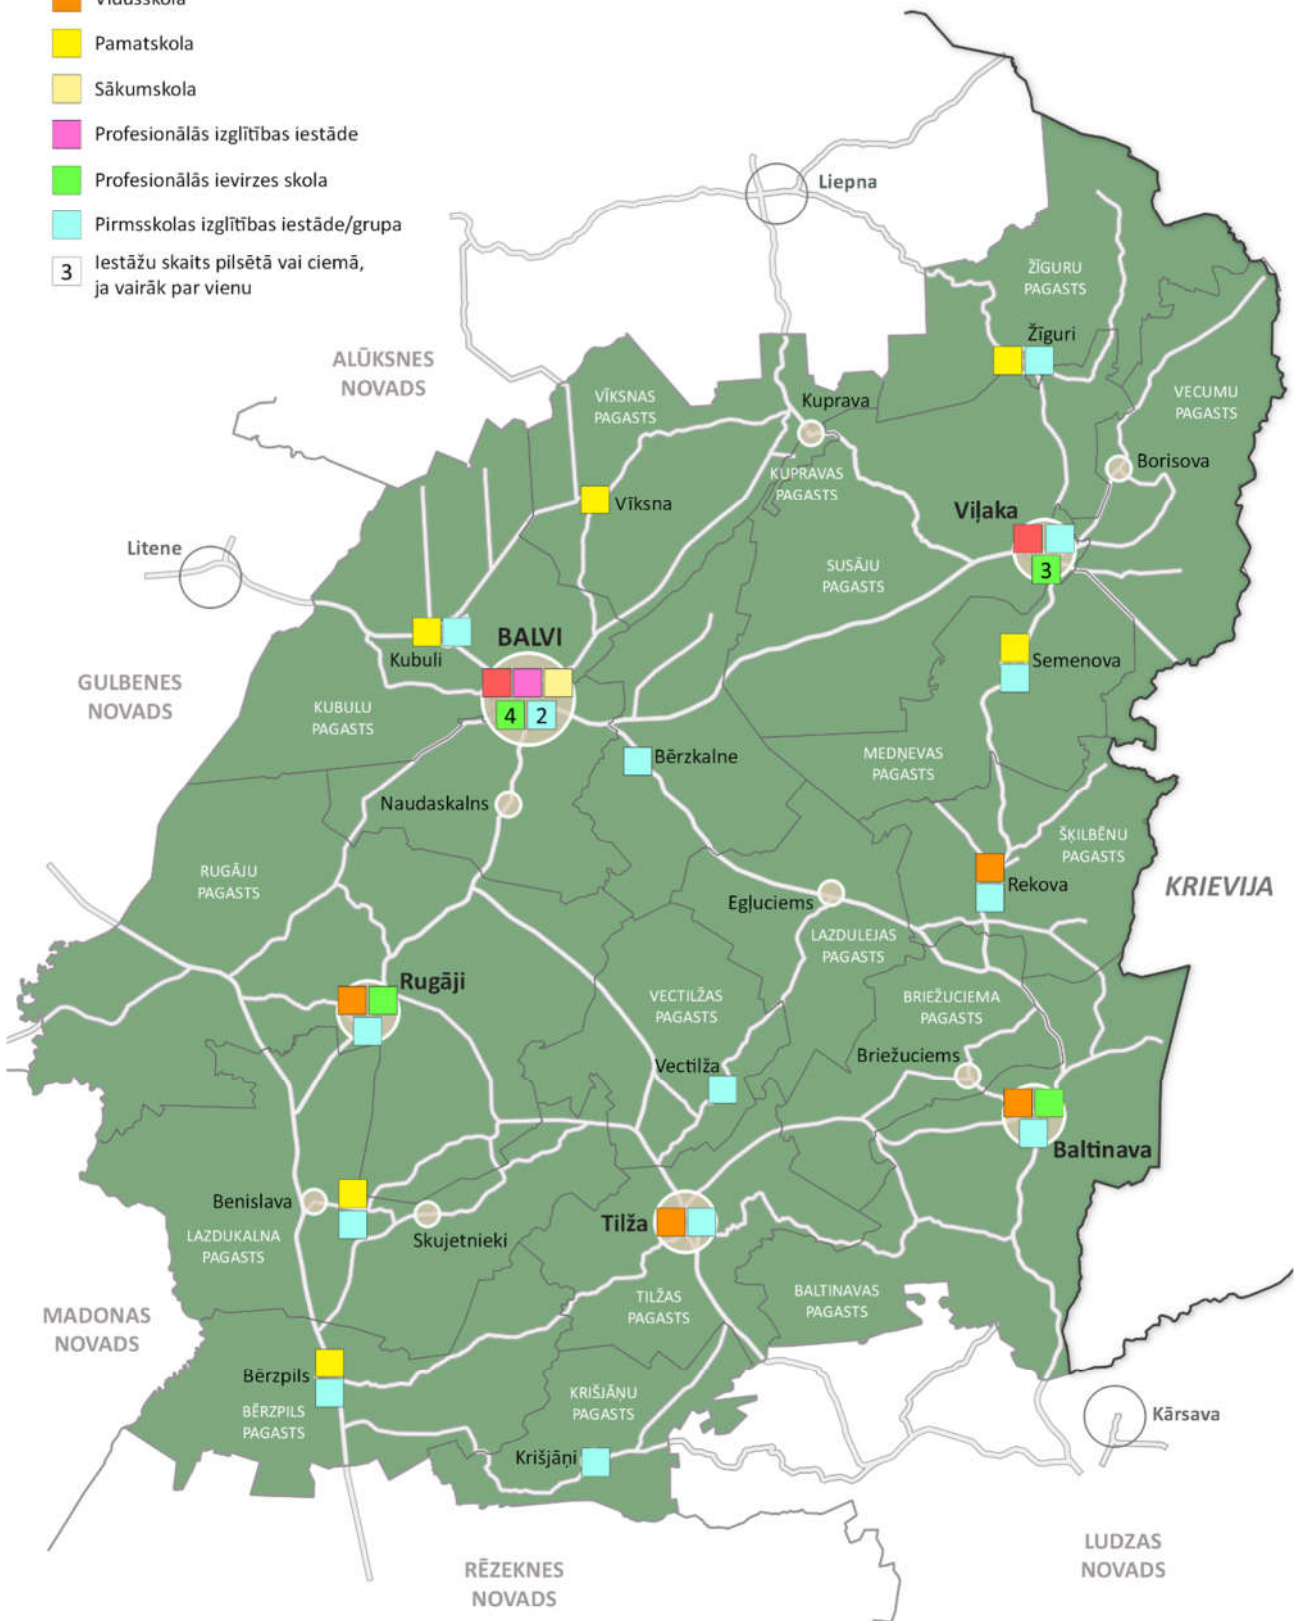 Vidusskola
Pamatskola
Sākumskola
Profesionālās izglītības iestāde
Profesionālās ievirzes skola
Pirmsskolas izglītības iestāde/grupa
3
Iestāžu skaits pilsētā vai ciemā,
ja vairāk par vienu
Liepna
ŽĪGURU
PAGASTS
Žīguri
ALŪKSNES
NOVADS
VĪKSNAS
PAGASTS
Kuprava
VECUMU
PAGASTS
Borisova
KUPRAVAS
PAGASTS
Vīksna
Viļaka
3
Litene
SUSĀJU
PAGASTS
Kubuli
BALVI
4
2
Semenova
GULBENES
NOVADS
KUBULU
PAGASTS
Bērzkalne
MEDŅEVAS
PAGASTS
Naudaskalns
ŠĶILBĒNU
PAGASTS
RUGĀJU
PAGASTS
Rekova
KRIEVIJA
Egļuciems
LAZDULEJAS
PAGASTS
Rugāji
VECTILŽAS
PAGASTS
BRIEŽUCIEMA
PAGASTS
Vectilža
Briežuciems
Baltinava
Benislava
Skujetnieki
Tilža
LAZDUKALNA
PAGASTS
TILŽAS
PAGASTS
BALTINAVAS
PAGASTS
MADONAS
NOVADS
Bērzpils
BĒRZPILS
PAGASTS
KRIŠJĀŅU
PAGASTS
Kārsava
Krišjāņi
RĒZEKNES
NOVADS
LUDZAS
NOVADS